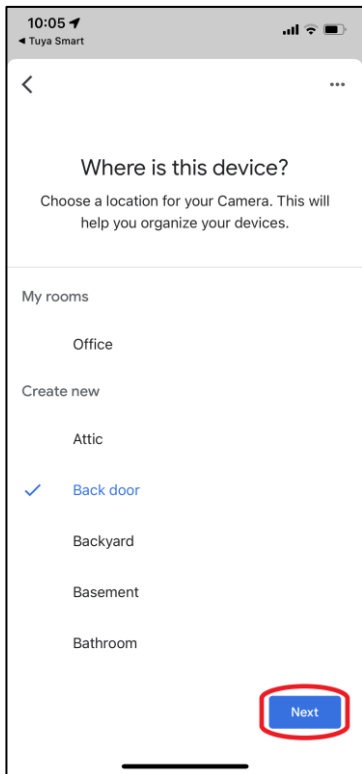 10:05
Tuya Smart
Where is this device?
Choose a location for your Camera. This will
help you organize your devices.
My rooms
Office
Create new
Attic
Back door
Backyard
Basement
Bathroom
Next